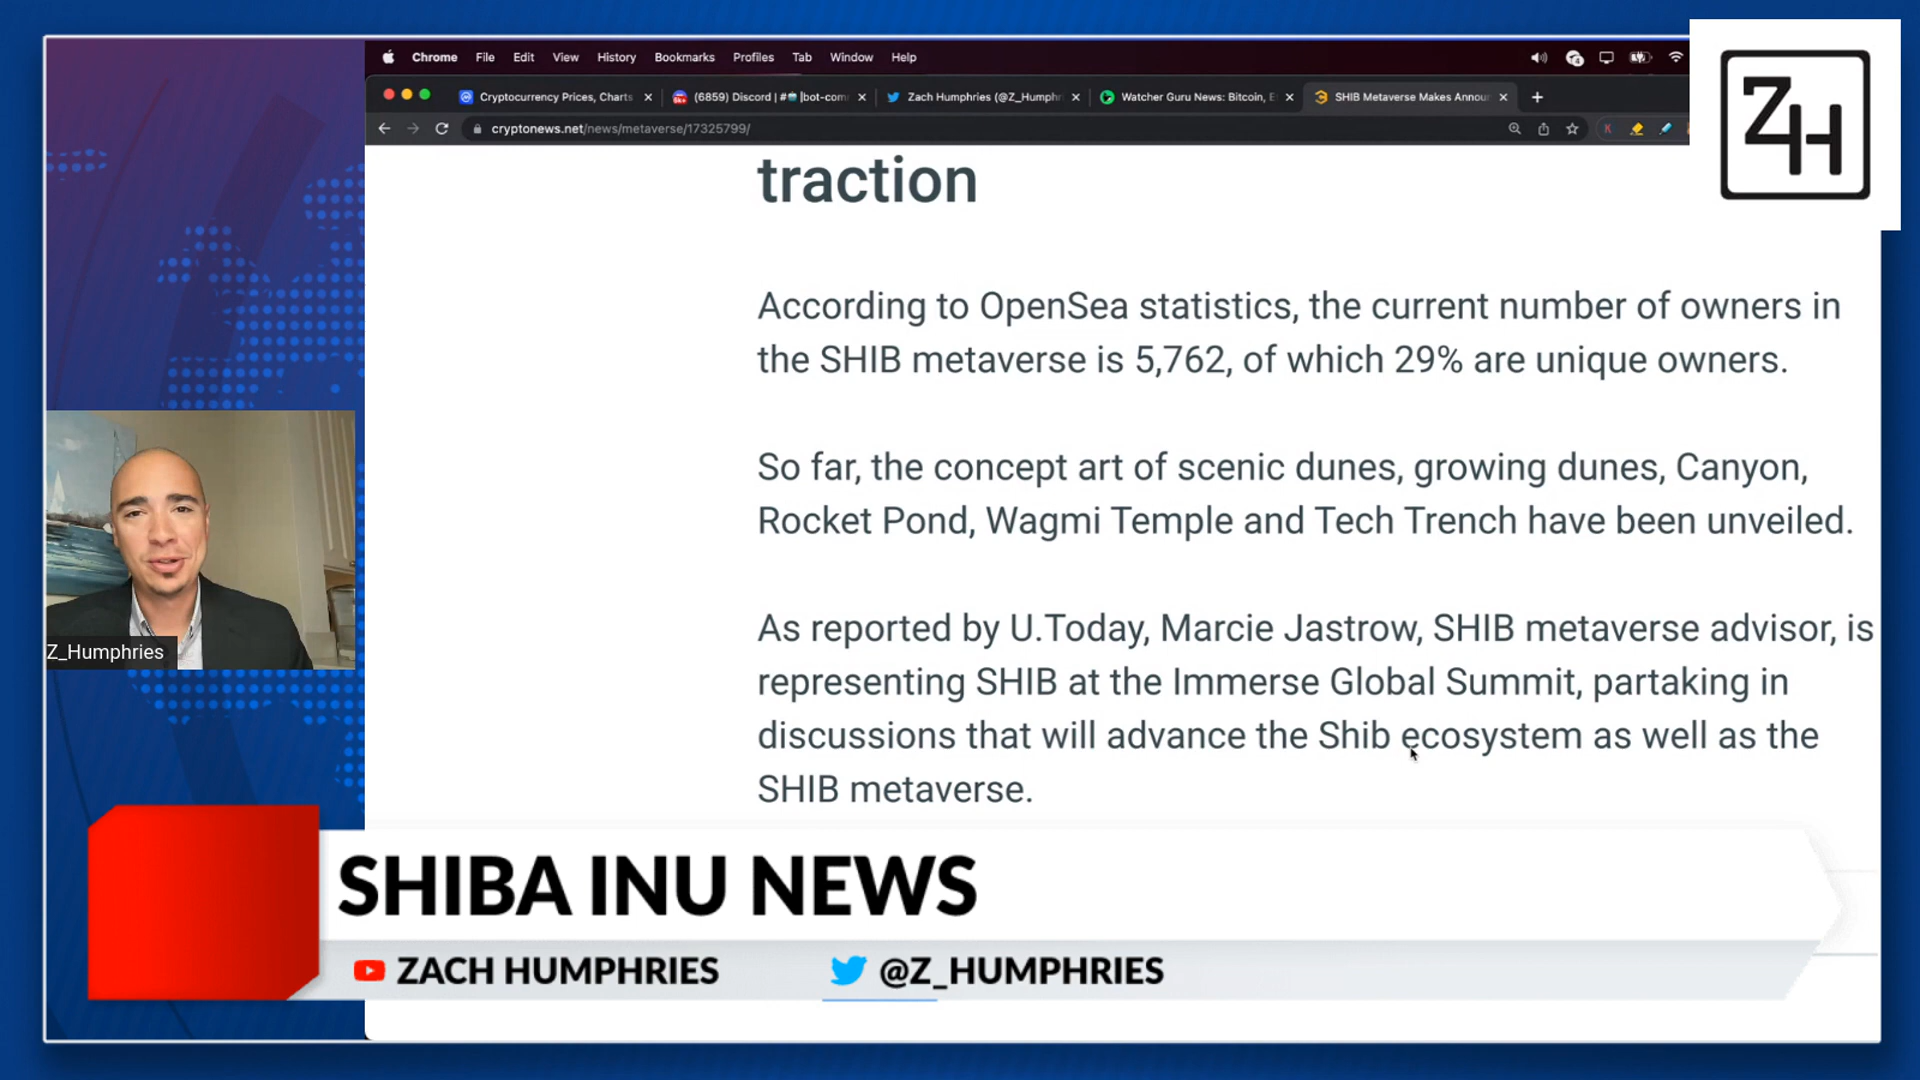 Chrome File Edit View History Bookmarks Profiles Tab Window Help
Cryptocurrency Prices, Charts
(6859) Discord | #🤖|bot-com
Zach Humphries (@Z_Humphr
Watcher Guru News: Bitcoin, E
SHIB Metaverse Makes Annour
cryptonews.net/news/metaverse/17325799/
ZH
traction
According to OpenSea statistics, the current number of owners in
the SHIB metaverse is 5,762, of which 29% are unique owners.
So far, the concept art of scenic dunes, growing dunes, Canyon,
Rocket Pond, Wagmi Temple and Tech Trench have been unveiled.
As reported by U.Today, Marcie Jastrow, SHIB metaverse advisor, is
representing SHIB at the Immerse Global Summit, partaking in
discussions that will advance the Shib ecosystem as well as the
SHIB metaverse.
Z_Humphries
SHIBA INU NEWS
ZACH HUMPHRIES
@Z_HUMPHRIES